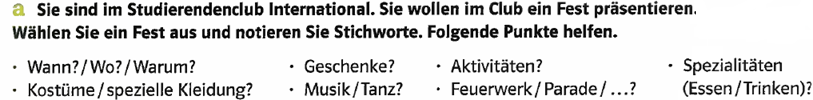 a Sie sind im Studierendenclub International. Sie wollen im Club ein Fest präsentieren.
Wählen Sie ein Fest aus und notieren Sie Stichworte. Folgende Punkte helfen.
· Wann? / Wo? / Warum? · Geschenke? · Aktivitäten? · Spezialitäten
· Kostüme / spezielle Kleidung? · Musik / Tanz? · Feuerwerk / Parade / …? (Essen / Trinken)?